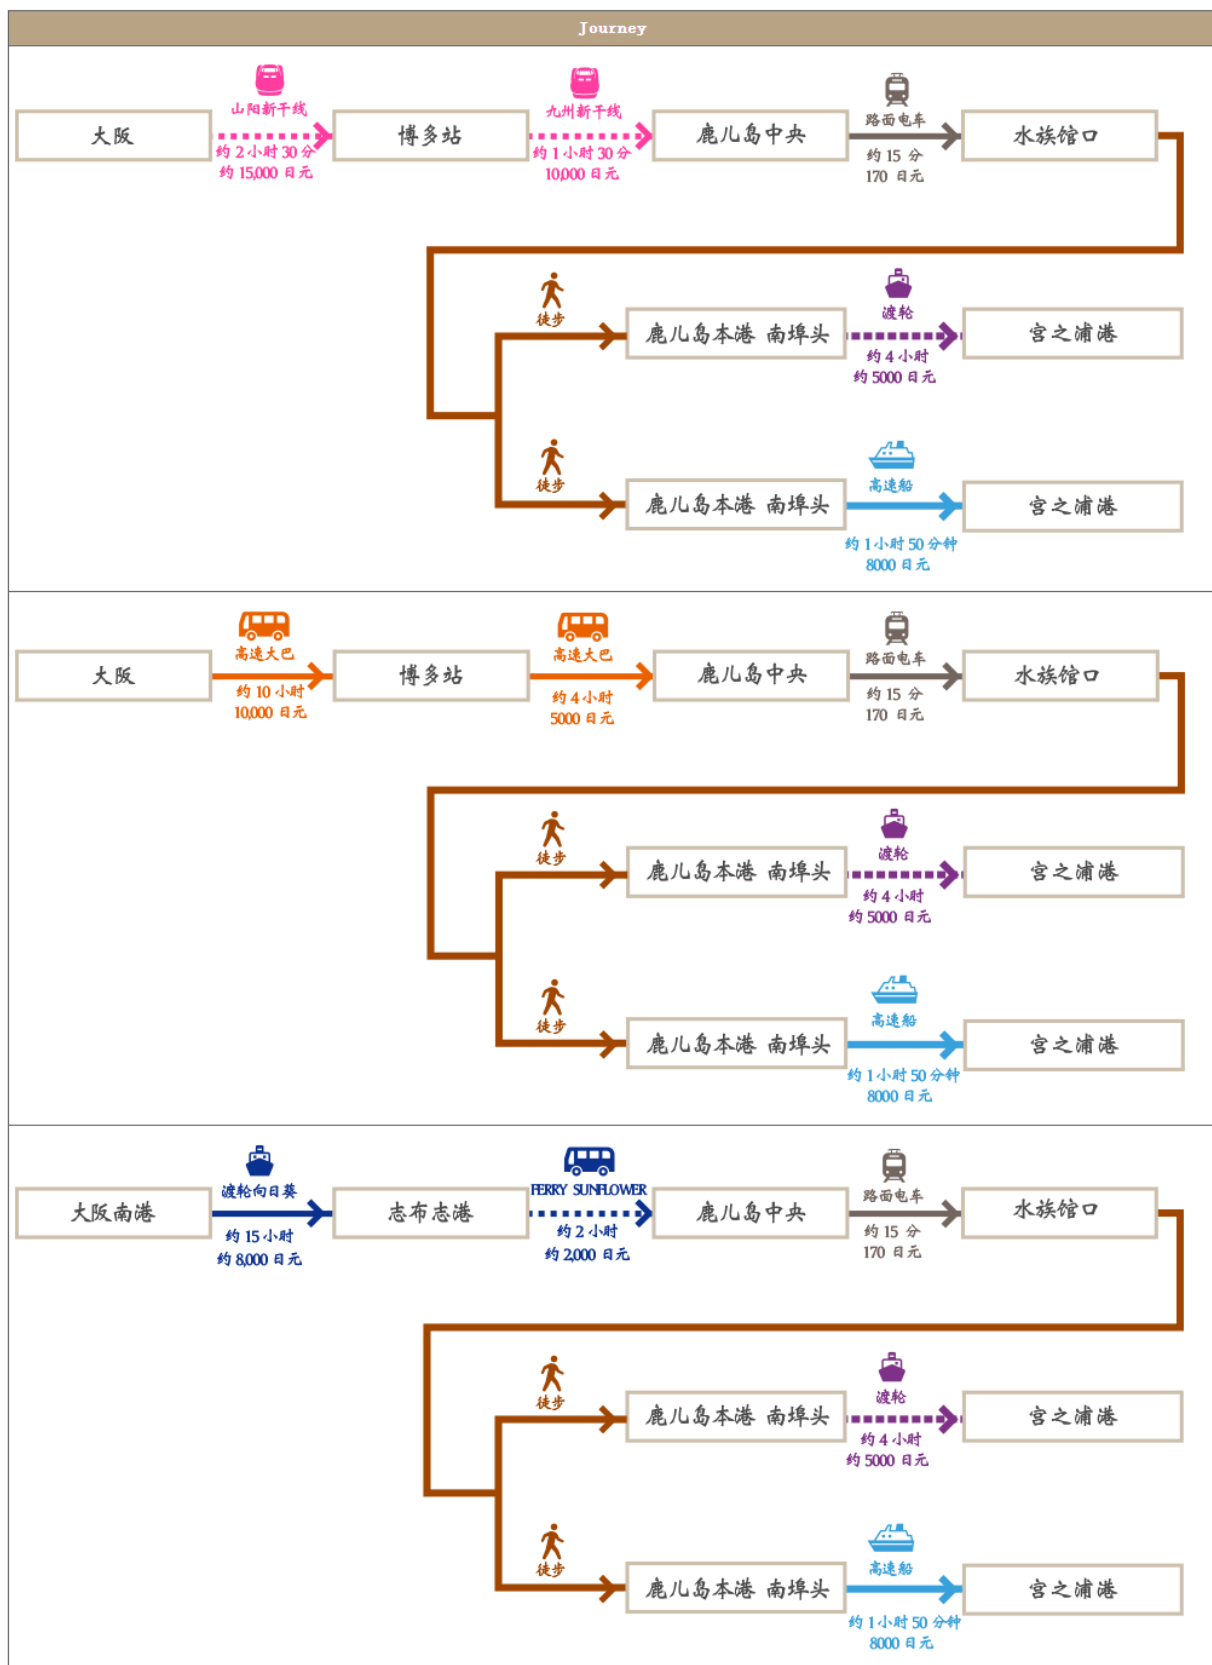 Journey
山阳新干线
九州新干线
路面电车
大阪
博多站
鹿儿岛中央
水族馆口
约 2 小时 30 分
约 15,000 日元
约 1 小时 30 分
10,000 日元
约 15 分
170 日元
徒步
渡轮
鹿儿岛本港 南埠头
宫之浦港
约 4 小时
约 5000 日元
徒步
高速船
鹿儿岛本港 南埠头
宫之浦港
约 1 小时 50 分钟
8000 日元
高速大巴
高速大巴
路面电车
大阪
博多站
鹿儿岛中央
水族馆口
约 10 小时
10,000 日元
约 4 小时
5000 日元
约 15 分
170 日元
徒步
渡轮
鹿儿岛本港 南埠头
宫之浦港
约 4 小时
约 5000 日元
徒步
高速船
鹿儿岛本港 南埠头
宫之浦港
约 1 小时 50 分钟
8000 日元
渡轮向日葵
FERRY SUNFLOWER
路面电车
大阪南港
志布志港
鹿儿岛中央
水族馆口
约 15 小时
约 8,000 日元
约 2 小时
约 2,000 日元
约 15 分
170 日元
徒步
渡轮
鹿儿岛本港 南埠头
宫之浦港
约 4 小时
约 5000 日元
徒步
高速船
鹿儿岛本港 南埠头
宫之浦港
约 1 小时 50 分钟
8000 日元